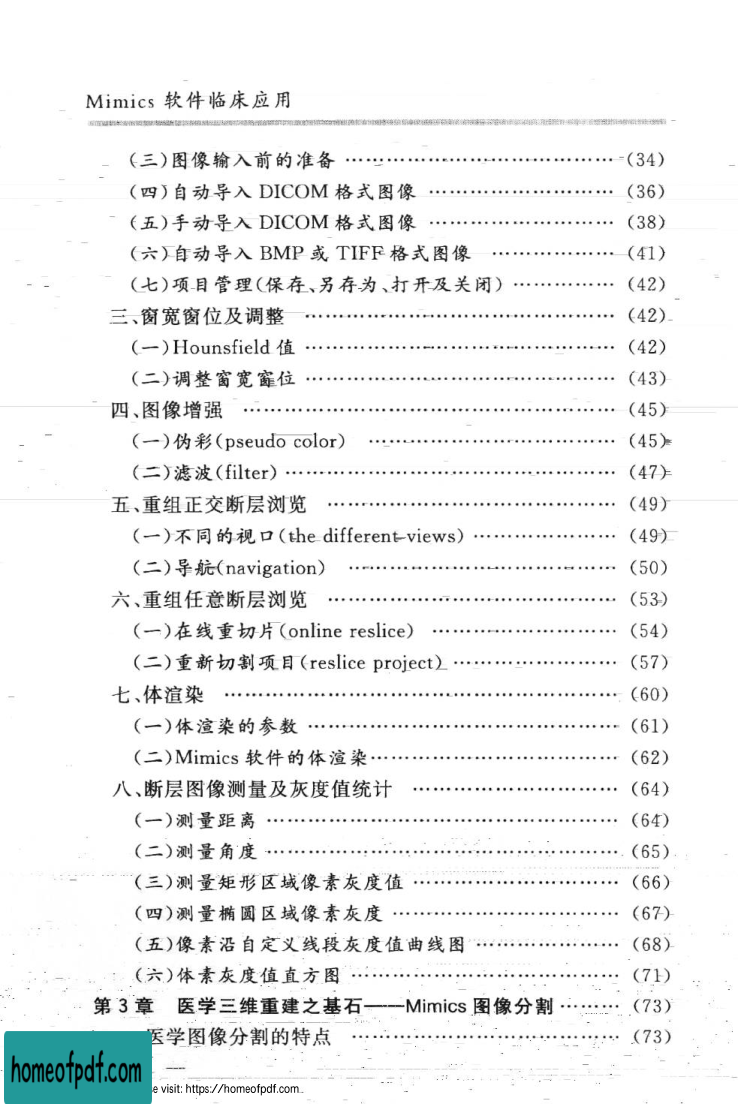 Mimics 软件临床应用
(三)图像输入前的准备 …………………………………(34)
(四)自动导入 DICOM 格式图像 ………………………(36)
(五)手动导入 DICOM 格式图像 ………………………(38)
(六)自动导入 BMP 或 TIFF 格式图像 ………………(41)
(七)项目管理(保存、另存为、打开及关闭) ……………(42)
三、窗宽窗位及调整 ………………………………………(42)
(一)Hounsfield 值 ………………………………………(42)
(二)调整窗宽窗位 ………………………………………(43)
四、图像增强 ………………………………………………(45)
(一)伪彩(pseudo color) ………………………………(45)
(二)滤波(filter) …………………………………………(47)
五、重组正交断层浏览 ……………………………………(49)
(一)不同的视口(the different views) …………………(49)
(二)导航(navigation) …………………………………(50)
六、重组任意断层浏览 ……………………………………(53)
(一)在线重切片(online reslice) ………………………(54)
(二)重新切割项目(reslice project) ……………………(57)
七、体渲染 …………………………………………………(60)
(一)体渲染的参数 ………………………………………(61)
(二)Mimics 软件的体渲染………………………………(62)
八、断层图像测量及灰度值统计 …………………………(64)
(一)测量距离 ……………………………………………(64)
(二)测量角度 ……………………………………………(65)
(三)测量矩形区域像素灰度值 …………………………(66)
(四)测量椭圆区域像素灰度 ……………………………(67)
(五)像素沿自定义线段灰度值曲线图 …………………(68)
(六)体素灰度值直方图 …………………………………(71)
第 3 章 医学三维重建之基石——Mimics 图像分割 ………(73)
医学图像分割的特点 ………………………………………(73)
homeofpdf.com
e visit: https://homeofpdf.com